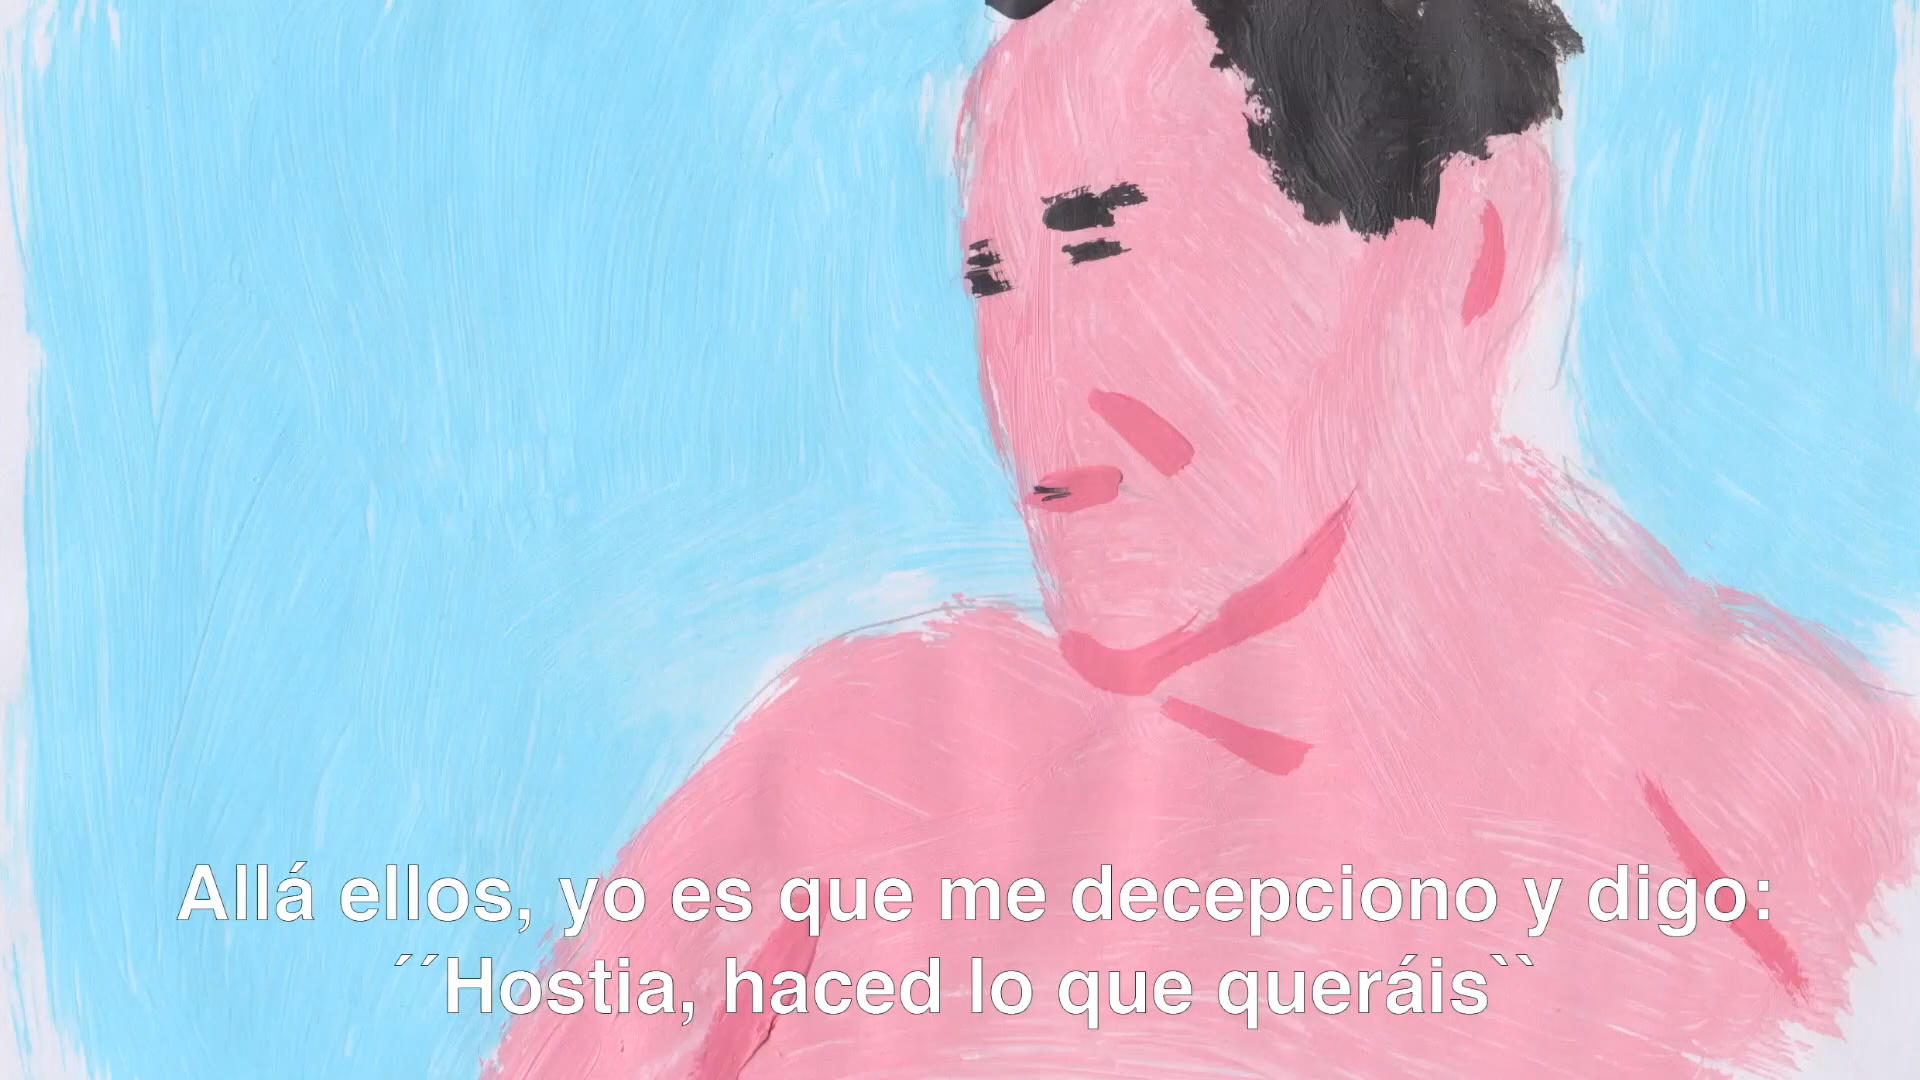 Allá ellos, yo es que me decepciono y digo:
´´Hostia, haced lo que queráis``